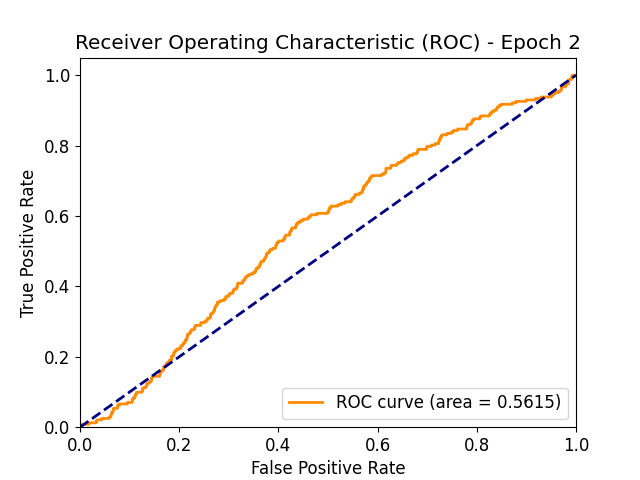 Receiver Operating Characteristic (ROC) - Epoch 2
True Positive Rate
1.0
0.8
0.6
0.4
0.2
0.0
ROC curve (area = 0.5615)
0.0 0.2 0.4 0.6 0.8 1.0
False Positive Rate